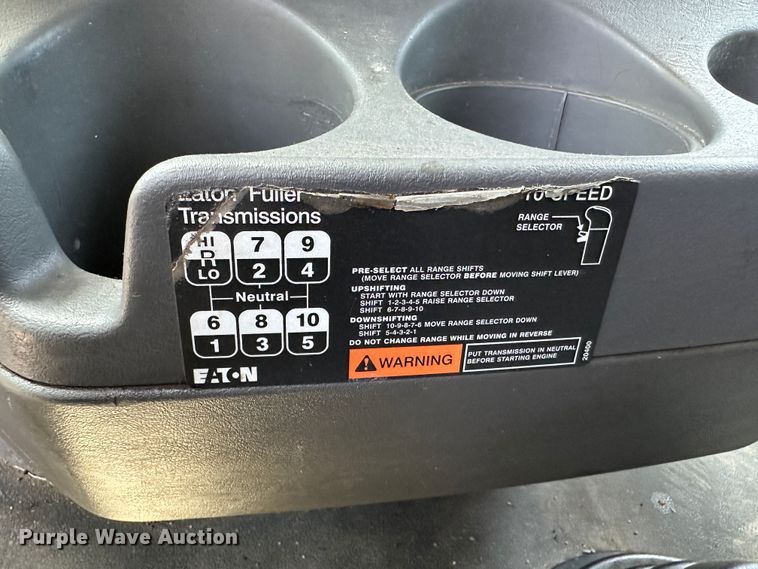 Eaton Fuller
Transmissions
10-SPEED
RANGE
SELECTOR
HI
R
LO
7
2
9
4
Neutral
6
1
8
3
10
5
EATON
PRE-SELECT ALL RANGE SHIFTS
(MOVE RANGE SELECTOR BEFORE MOVING SHIFT LEVER)
UPSHIFTING
START WITH RANGE SELECTOR DOWN
SHIFT 1-2-3-4-5 RAISE RANGE SELECTOR
SHIFT 6-7-8-9-10
DOWNSHIFTING
SHIFT 10-9-8-7-6 MOVE RANGE SELECTOR DOWN
SHIFT 5-4-3-2-1
DO NOT CHANGE RANGE WHILE MOVING IN REVERSE
WARNING
PUT TRANSMISSION IN NEUTRAL
BEFORE STARTING ENGINE
20460
Purple Wave Auction